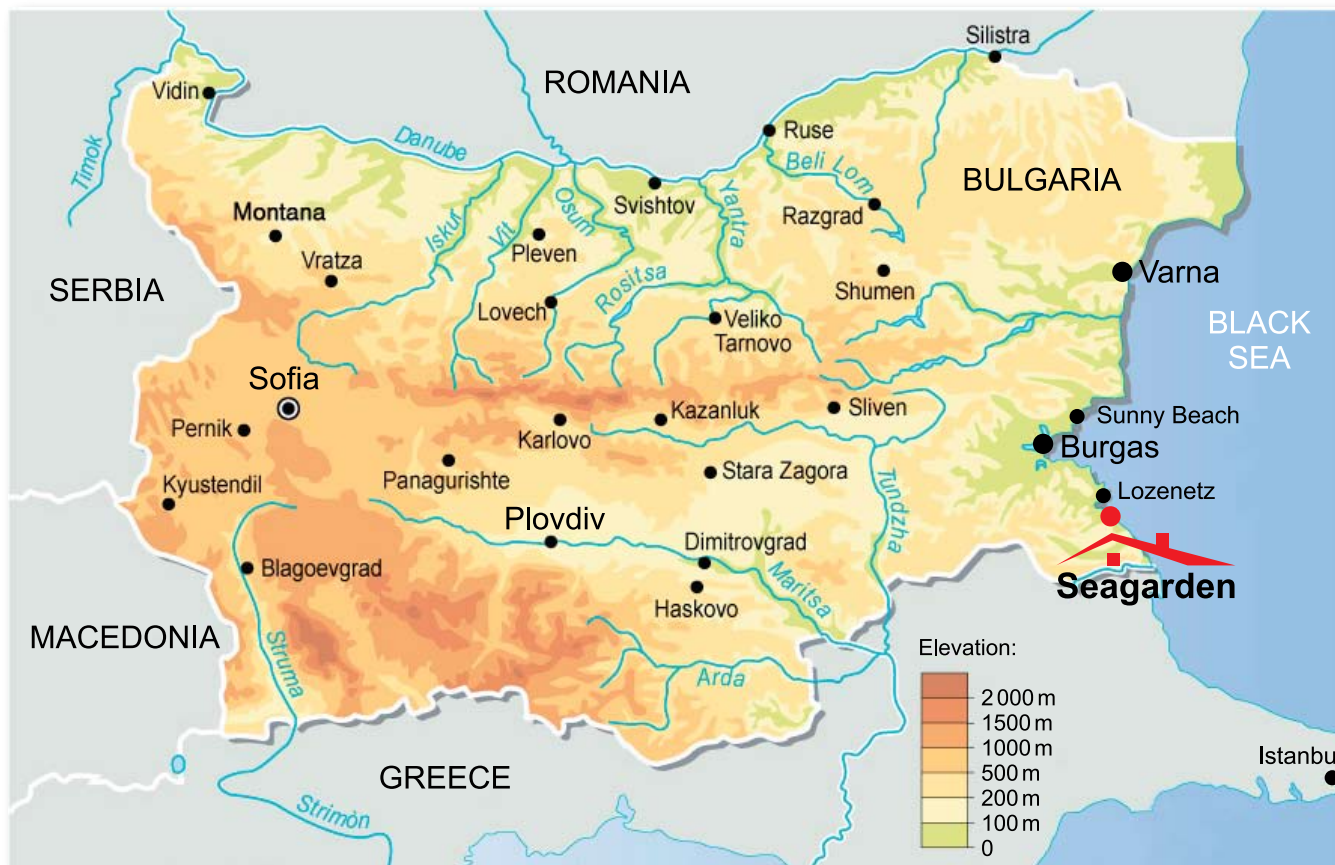 Silistra
ROMANIA
Vidin
Timok
Danube
Ruse
Beli Lom
BULGARIA
Svishtov
Yantra
Razgrad
Montana
Iskur
Vit
Osum
Pleven
Vratza
SERBIA
Rositsa
Shumen
Varna
Lovech
Veliko
Tarnovo
BLACK
SEA
Sofia
Pernik
Karlovo
Kazanluk
Sliven
Sunny Beach
Burgas
Panagurishte
Stara Zagora
Kyustendil
Tundzha
Lozenetz
Plovdiv
Dimitrovgrad
Blagoevgrad
Haskovo
Maritsa
Seagarden
MACEDONIA
Struma
Arda
Elevation:
2 000 m
1500 m
1000 m
500 m
200 m
100 m
0
GREECE
Strimòn
Istanbu